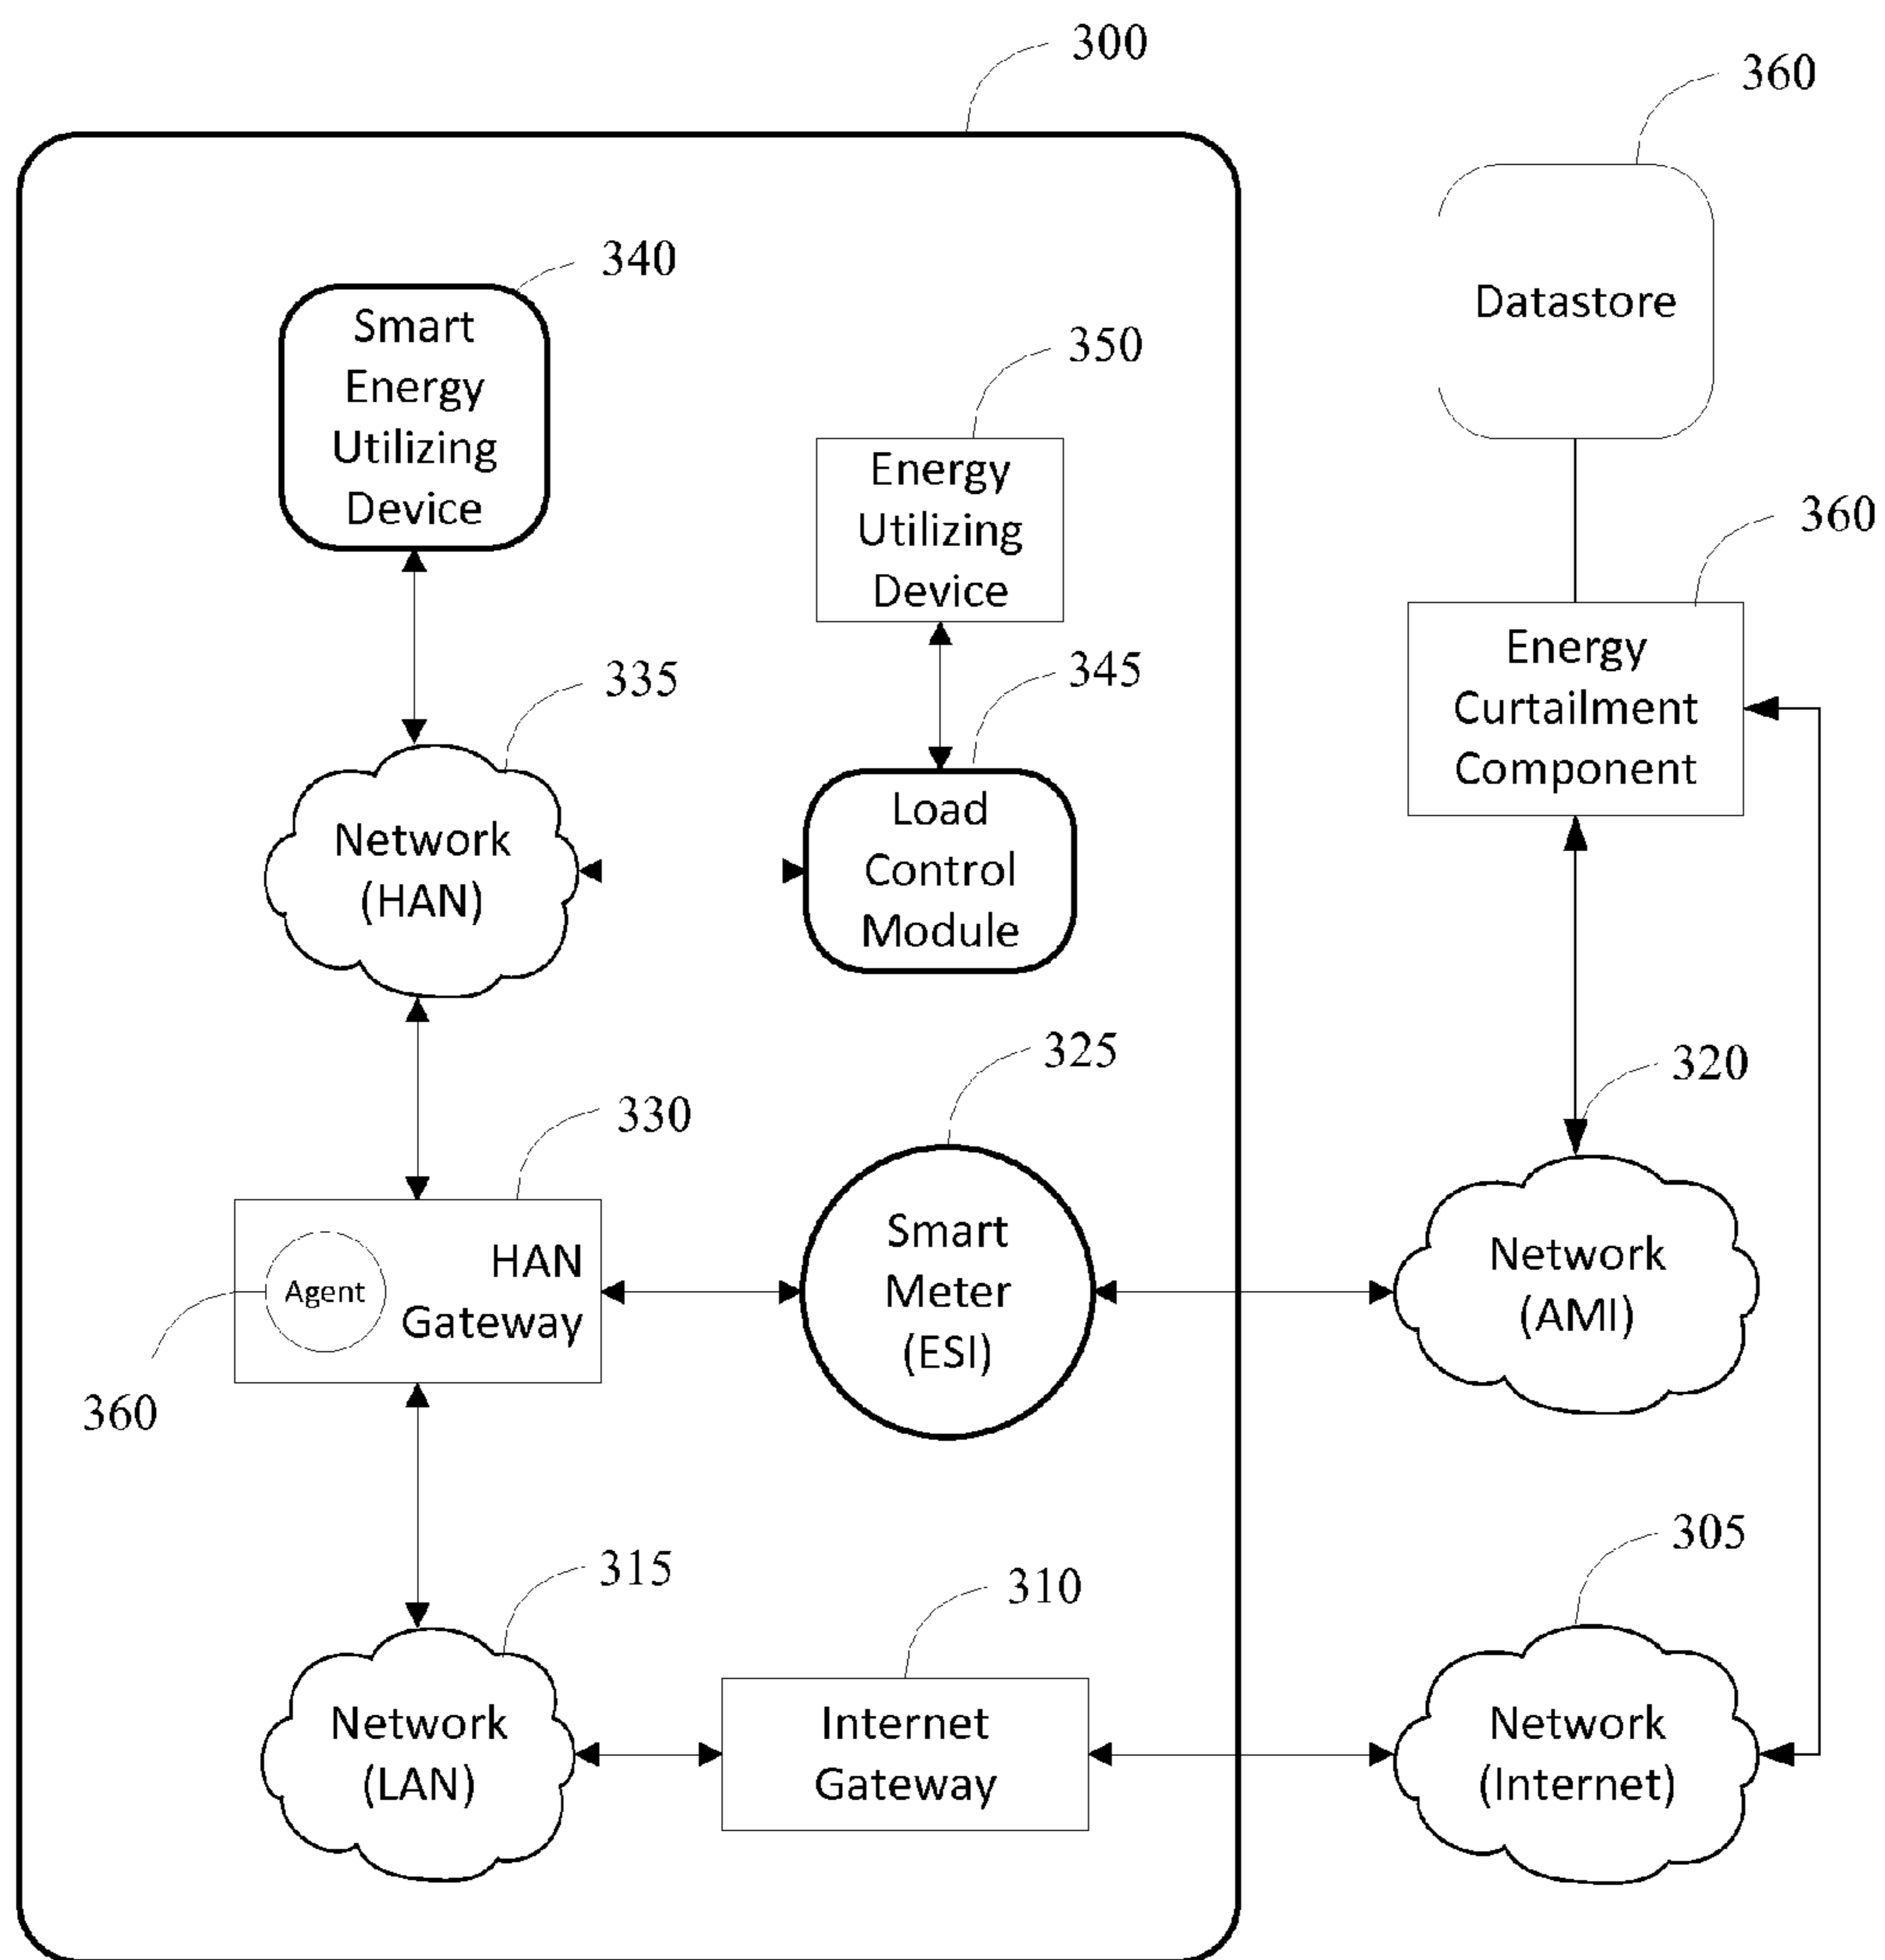 300
360
340
Smart
Energy
Utilizing
Device
350
Energy
Utilizing
Device
Datastore
360
Energy
Curtailment
Component
335
Network
(HAN)
345
Load
Control
Module
325
Smart
Meter
(ESI)
320
Network
(AMI)
330
HAN
Gateway
Agent
360
315
Network
(LAN)
310
Internet
Gateway
305
Network
(Internet)